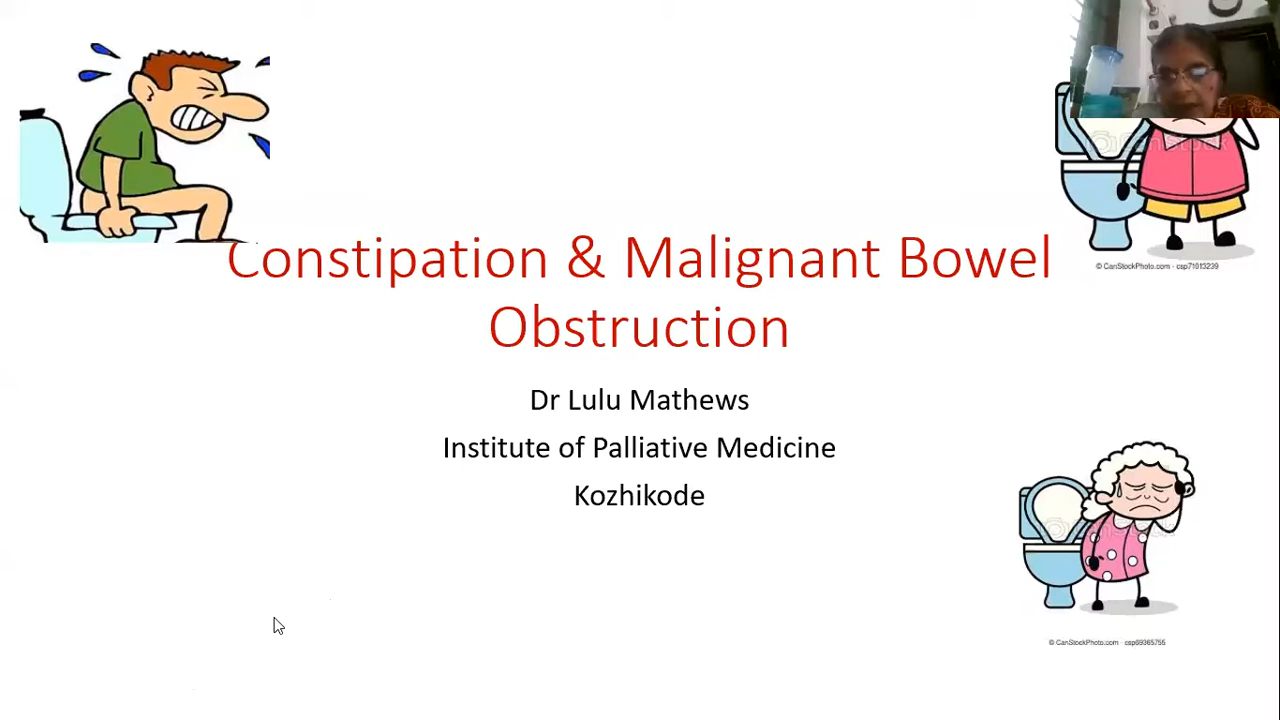 Constipation & Malignant Bowel
Obstruction
Dr Lulu Mathews
Institute of Palliative Medicine
Kozhikode
© CanStockPhoto.com - csp71013239
© CanStockPhoto.com - csp69365755